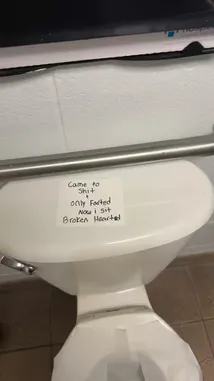 Came to
Shit
+
only Farted
Now i sit
Broken Hearted